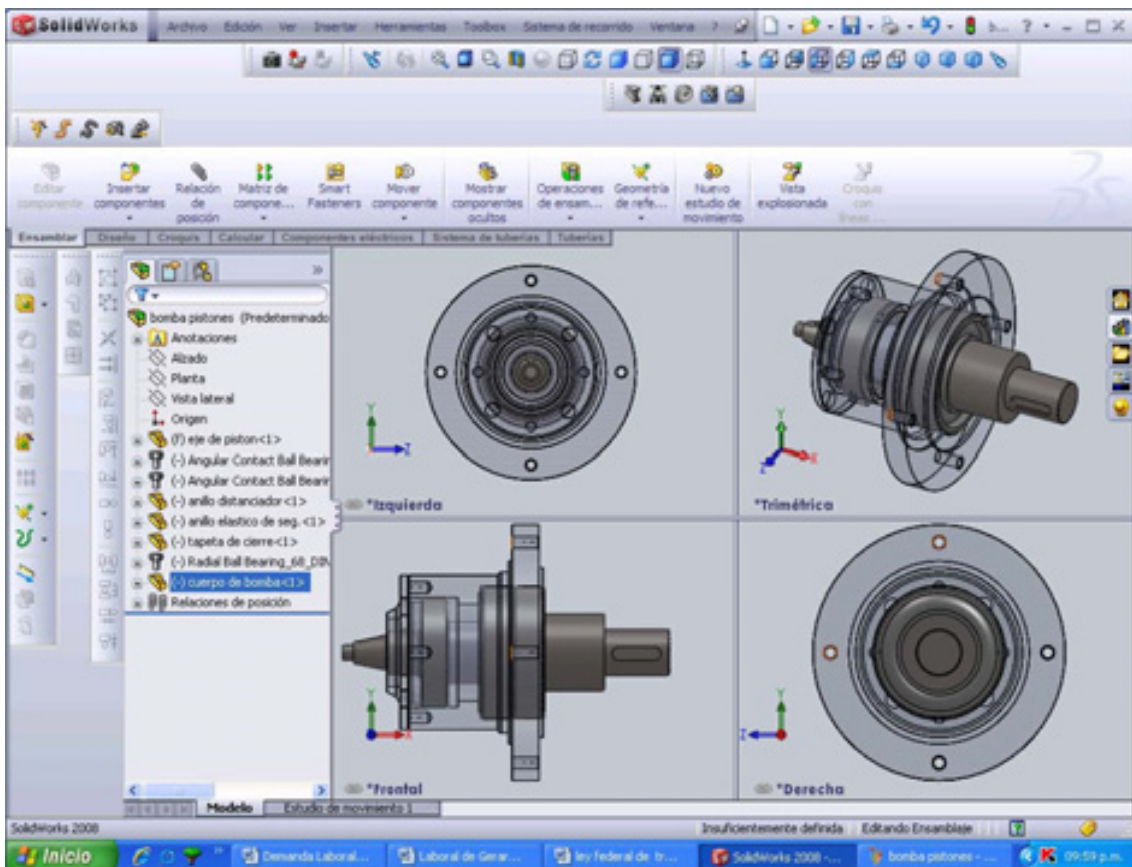 SolidWorks Archivo Edición Ver Insertar Herramientas Toolbox Sistema de recorrido Ventana ? b... ?
Editar componente
Insertar componentes
Relación de posición
Matriz de compone...
Smart Fasteners
Mover componente
Mostrar componentes ocultos
Operaciones de ensam...
Geometría de refe...
Nuevo estudio de movimiento
Vista explosionada
Croquis con líneas ...
Ensamblar Diseño Croquis Calcular Componentes eléctricos Sistema de tuberías Tuberías
bomba pistones (Predeterminado
Anotaciones
Alzado
Planta
Vista lateral
Origen
(f) eje de piston<1>
(-) Angular Contact Ball Bearin
(-) Angular Contact Ball Bearin
(-) anillo distanciador<1>
(-) anillo elastico de seg.<1>
(-) tapeta de cierre<1>
(-) Radial Ball Bearing_68_DIN
(-) cuerpo de bomba<1>
Relaciones de posición
Y
Z
*Izquierda
Y
Z
X
*Trimétrica
Y
X
*Frontal
Y
Z
*Derecha
Modelo Estudio de movimiento 1
SolidWorks 2008 Insuficientemente definida Editando Ensamblaje
Inicio Demanda Laboral... Laboral de Gerar... ley federal de tr... SolidWorks 2008 -... bomba pistones -... 09:59 p.m.